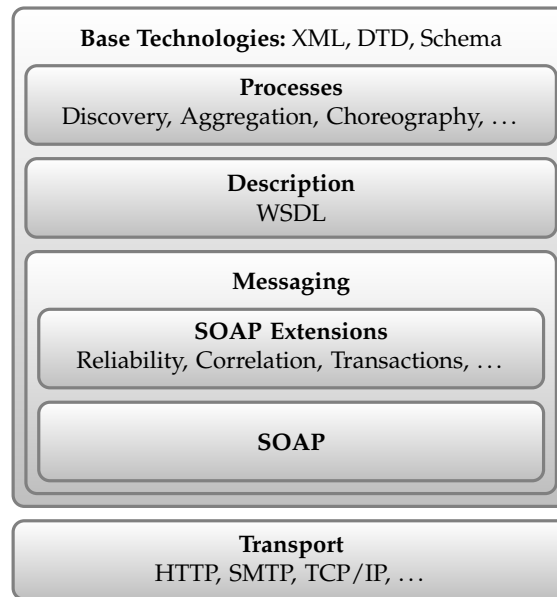 Base Technologies: XML, DTD, Schema
Processes
Discovery, Aggregation, Choreography, ...
Description
WSDL
Messaging
SOAP Extensions
Reliability, Correlation, Transactions, ...
SOAP
Transport
HTTP, SMTP, TCP/IP, ...